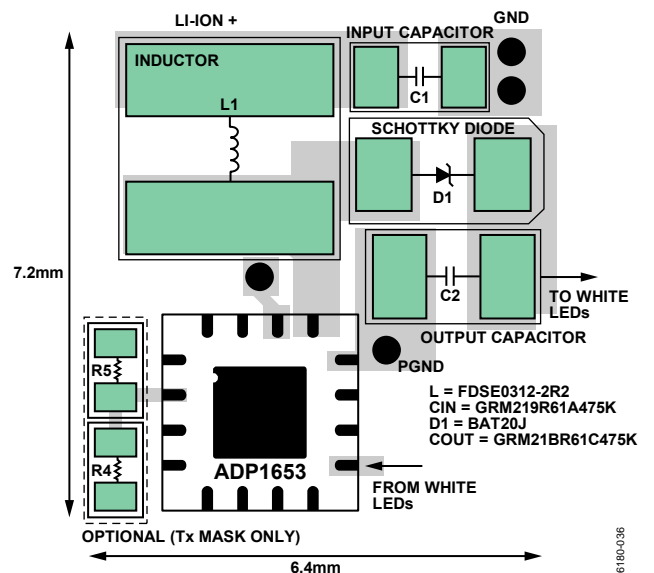 LI-ION +
GND
INPUT CAPACITOR
INDUCTOR
C1
L1
SCHOTTKY DIODE
D1
7.2mm
C2
TO WHITE
LEDs
OUTPUT CAPACITOR
PGND
R5
L = FDSE0312-2R2
CIN = GRM219R61A475K
D1 = BAT20J
COUT = GRM21BR61C475K
R4
ADP1653
FROM WHITE
LEDs
OPTIONAL (Tx MASK ONLY)
6.4mm
6180-036